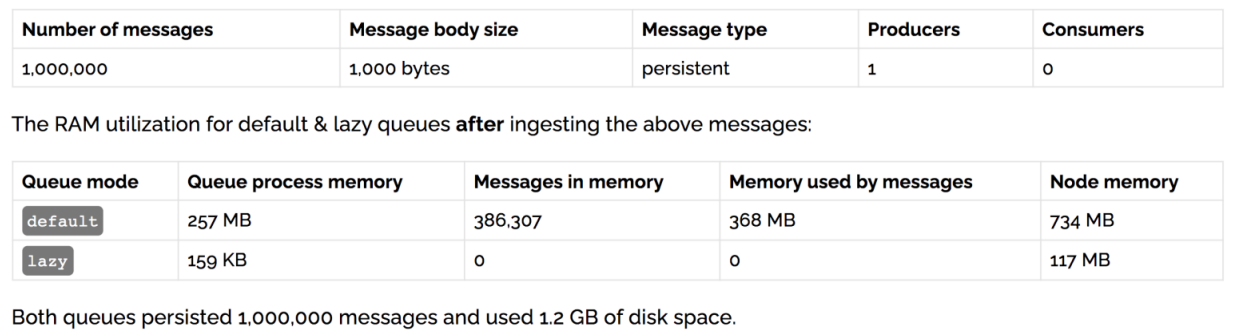 Number of messages Message body size Message type Producers Consumers
1,000,000 1,000 bytes persistent 1 0
The RAM utilization for default & lazy queues after ingesting the above messages:
Queue mode Queue process memory Messages in memory Memory used by messages Node memory
default 257 MB 386,307 368 MB 734 MB
lazy 159 KB 0 0 117 MB
Both queues persisted 1,000,000 messages and used 1.2 GB of disk space.